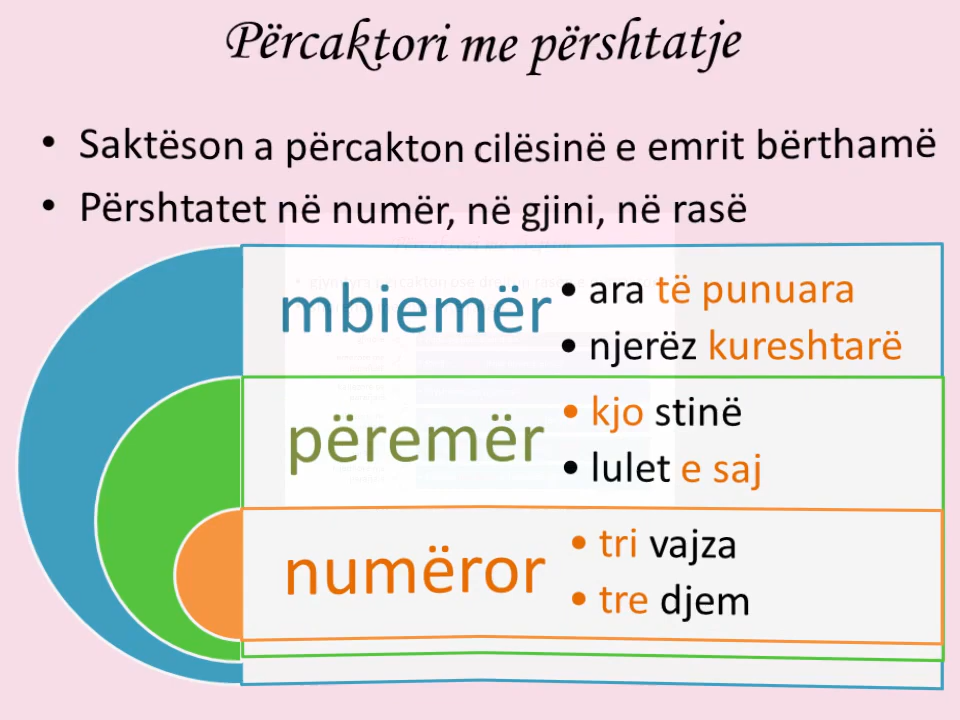 Përcaktori me përshtatje
• Saktëson a përcakton cilësinë e emrit bërthamë
• Përshtatet në numër, në gjini, në rasë
mbiemër
• ara të punuara
• njerëz kureshtarë
përemër
• kjo stinë
• lulet e saj
numëror
• tri vajza
• tre djem